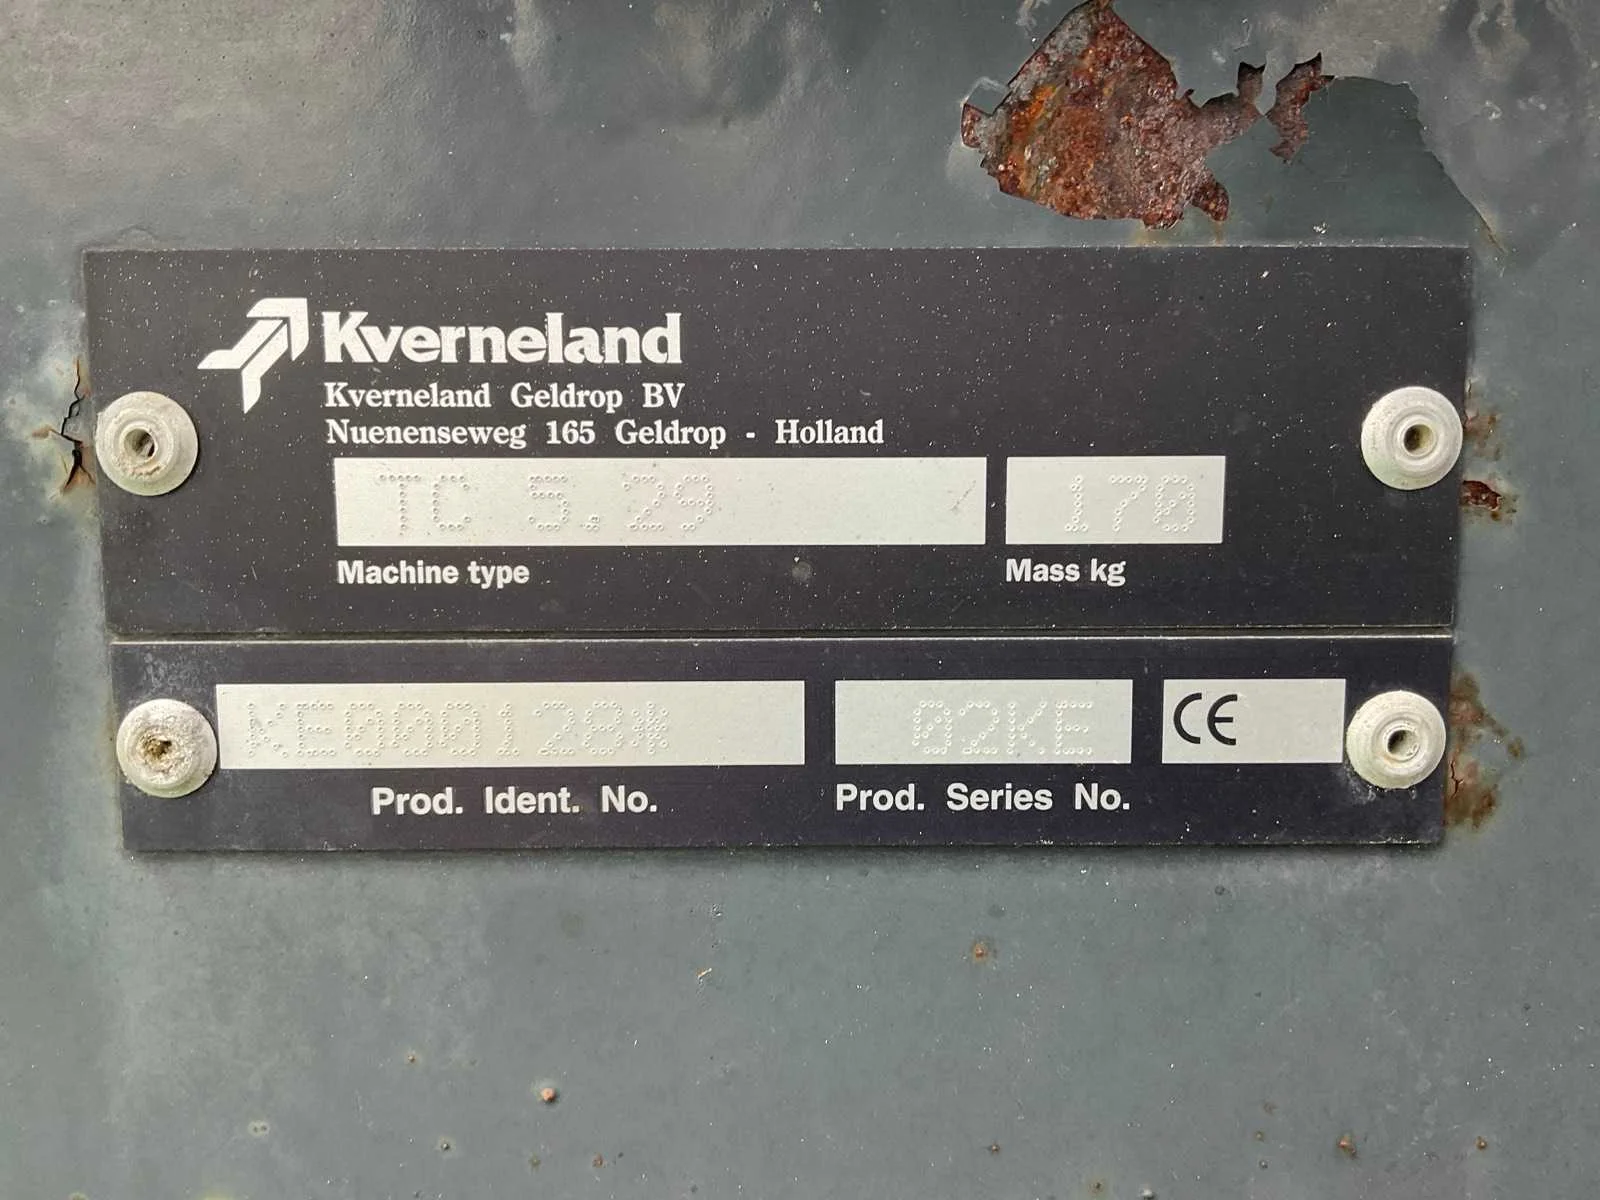 Kverneland
Kverneland Geldrop BV
Nuenenseweg 165 Geldrop - Holland
TC 5.29 170
Machine type Mass kg
KE000128* 02KE CE
Prod. Ident. No. Prod. Series No.